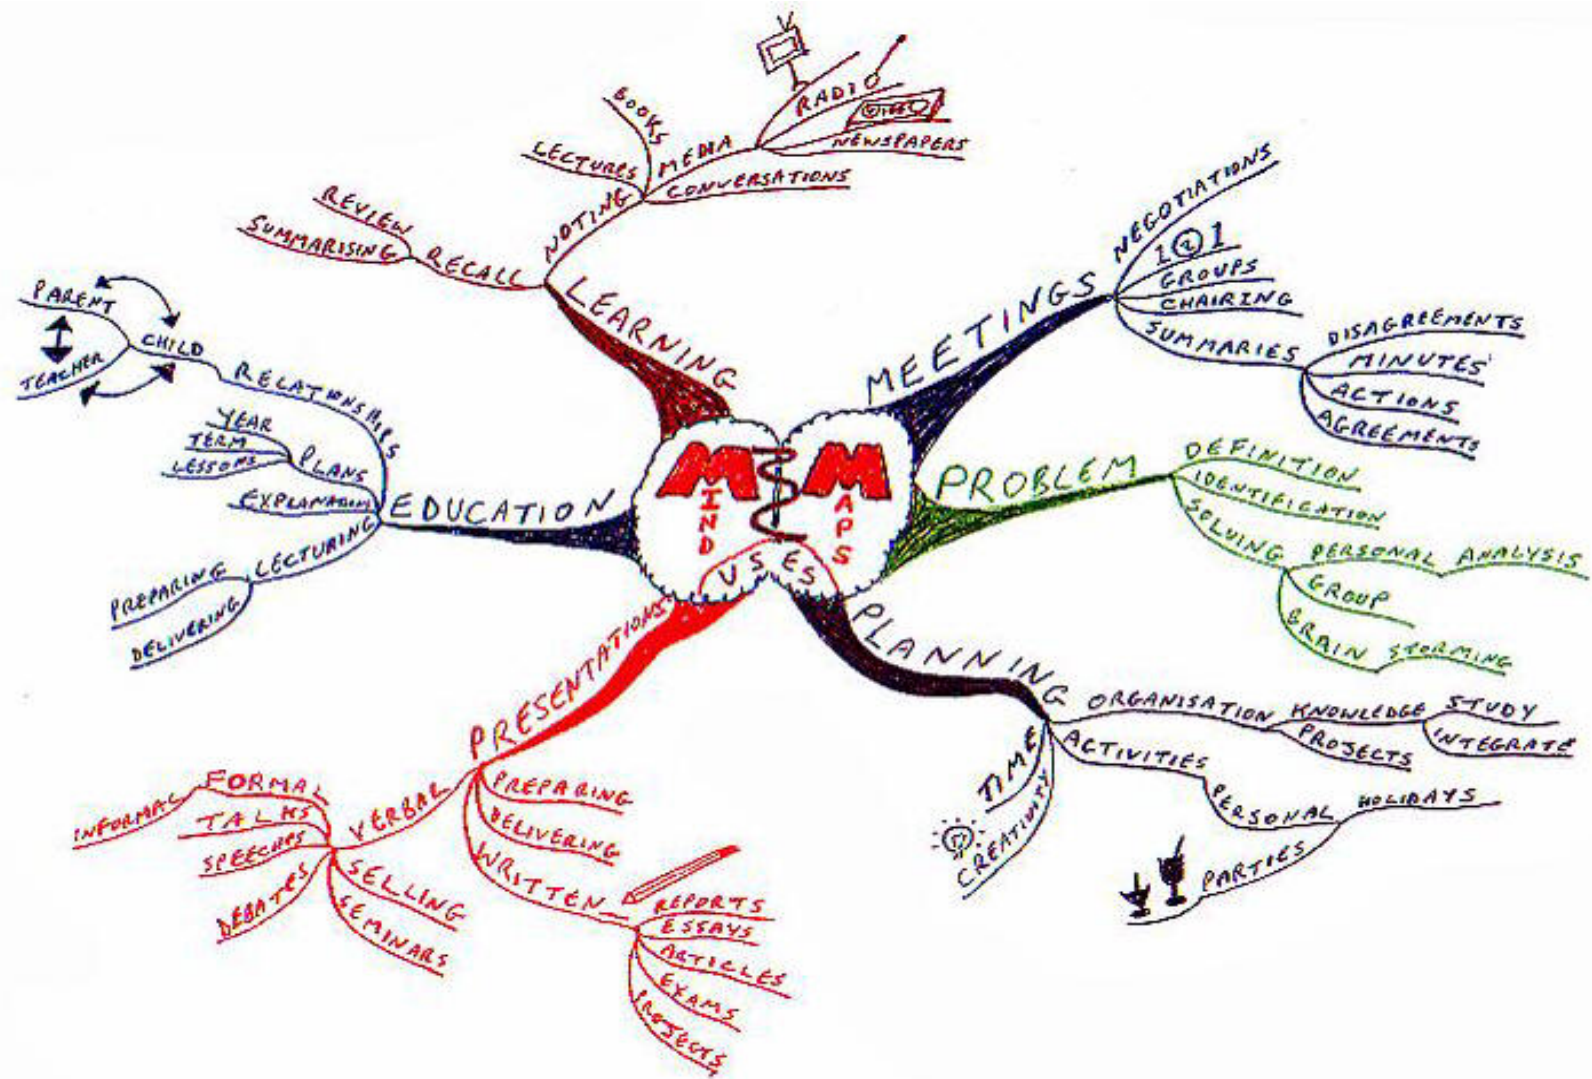 MIND MAPS
USES
LEARNING
RECALL
REVIEW
SUMMARISING
NOTING
LECTURES
BOOKS
MEDIA
RADIO
VIDEO
NEWSPAPERS
CONVERSATIONS
MEETINGS
NEGOTIATIONS
121
GROUPS
CHAIRING
SUMMARIES
DISAGREEMENTS
MINUTES
ACTIONS
AGREEMENTS
PROBLEM
DEFINITION
IDENTIFICATION
SOLVING
PERSONAL ANALYSIS
GROUP
BRAIN STORMING
PLANNING
ORGANISATION
KNOWLEDGE
STUDY
INTEGRATE
PROJECTS
ACTIVITIES
PERSONAL
HOLIDAYS
PARTIES
TIME
CREATIVITY
PRESENTATIONS
PREPARING
DELIVERING
WRITTEN
REPORTS
ESSAYS
ARTICLES
EXAMS
PROJECTS
VERBAL
FORMAL
INFORMAL
TALKS
SPEECHES
DEBATES
SELLING
SEMINARS
EDUCATION
RELATIONSHIPS
CHILD
PARENT
TEACHER
PLANS
YEAR
TERM
LESSONS
EXPLANATION
LECTURING
PREPARING
DELIVERING